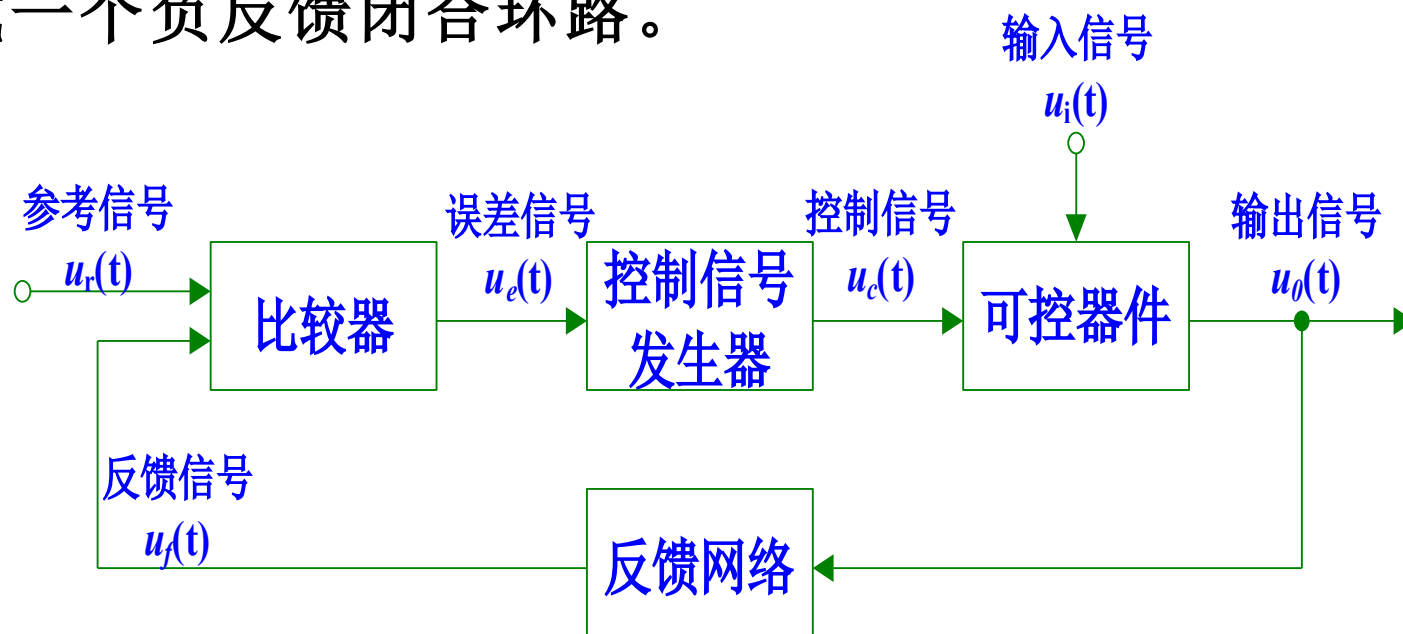 一个负反馈闭合环路。
输入信号
ui(t)
参考信号
ur(t)
误差信号
ue(t)
控制信号
uc(t)
输出信号
u0(t)
比较器
控制信号
发生器
可控器件
反馈信号
uf(t)
反馈网络